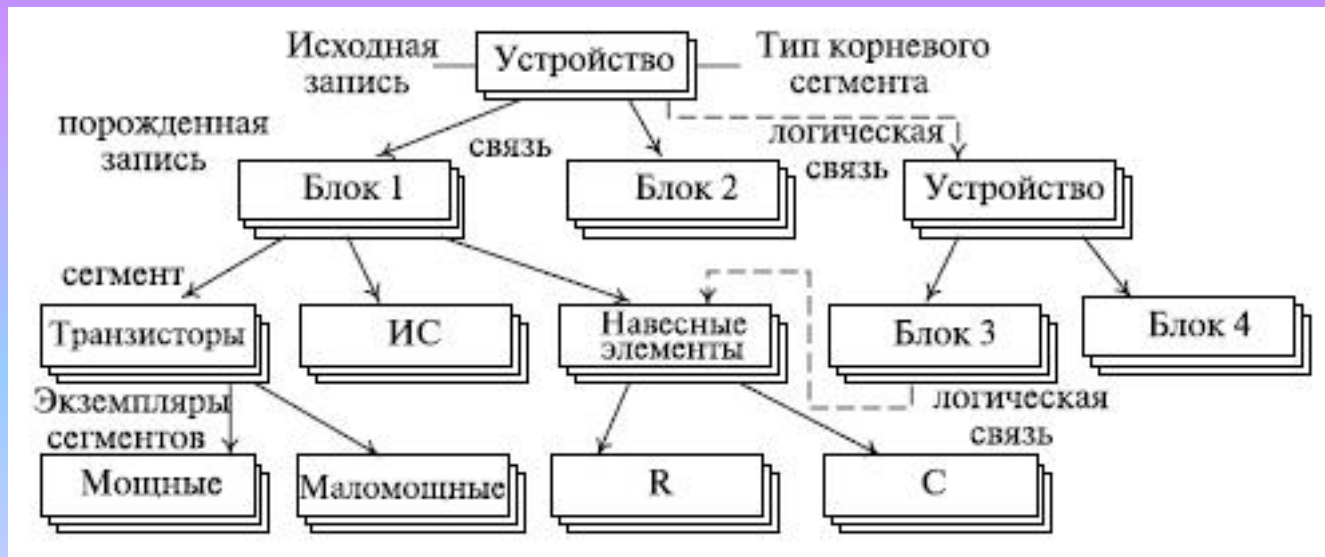 Исходная
запись
Устройство
Тип корневого
сегмента
порожденная
запись
связь
логическая
связь
Блок 1
Блок 2
Устройство
сегмент
Транзисторы
ИС
Навесные
элементы
Блок 3
Блок 4
Экземпляры
сегментов
логическая
связь
Мощные
Маломощные
R
C